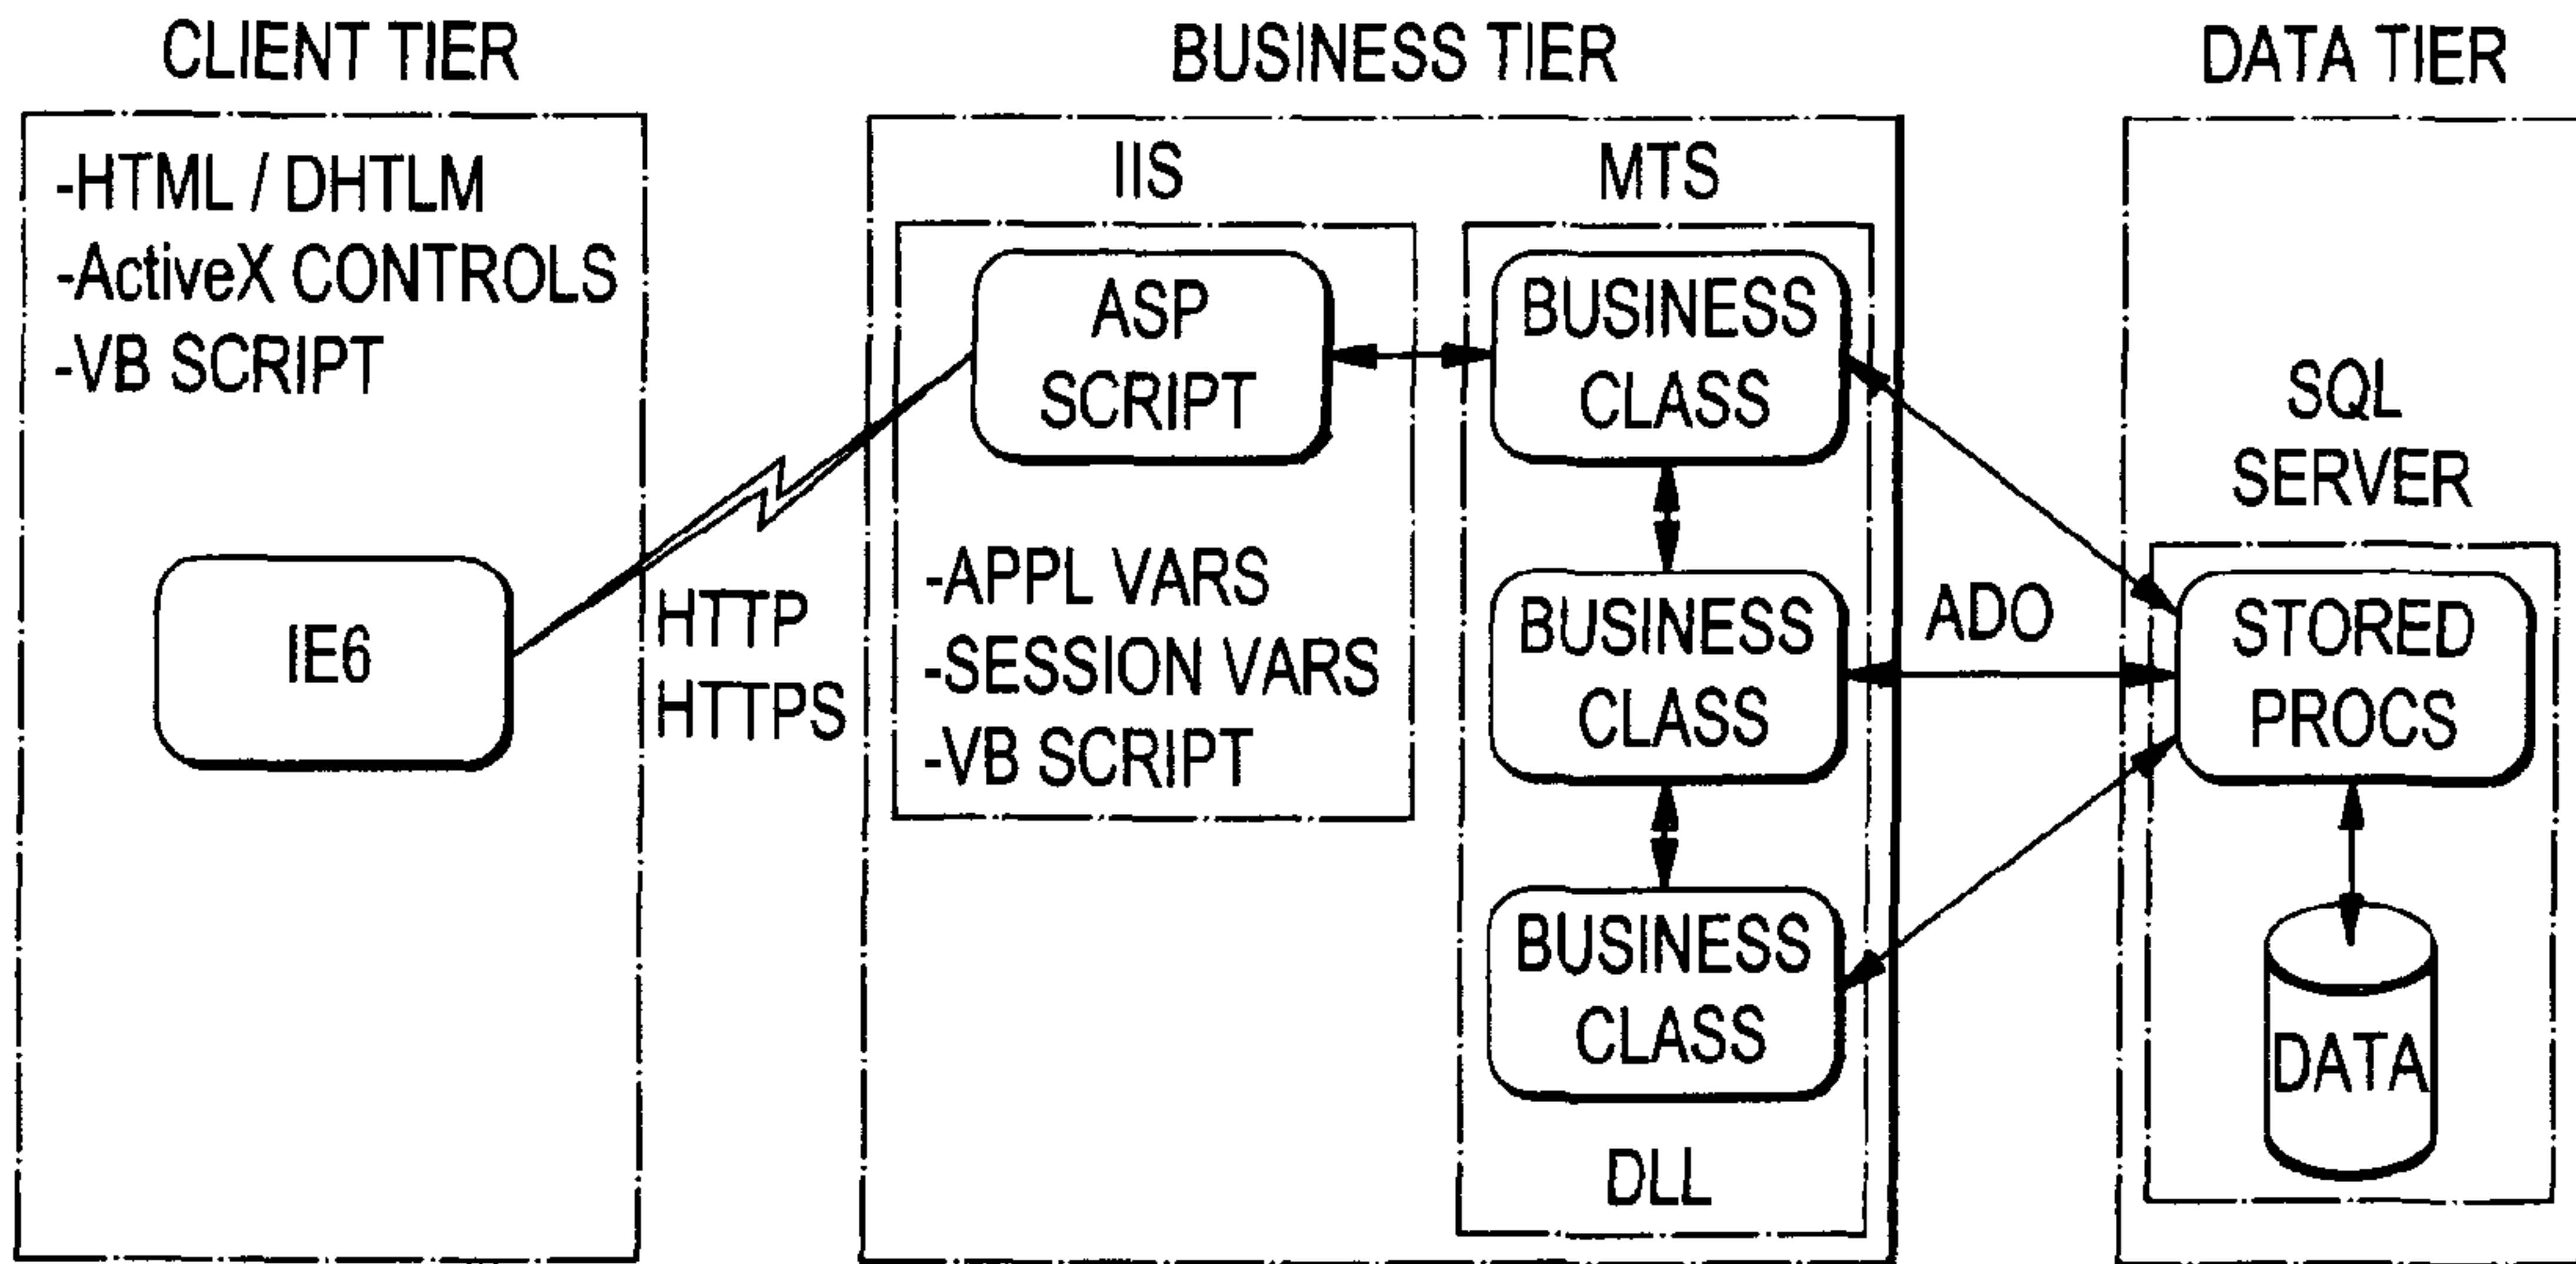 CLIENT TIER
-HTML / DHTLM
-ActiveX CONTROLS
-VB SCRIPT
IE6
HTTP
HTTPS
BUSINESS TIER
IIS
ASP
SCRIPT
-APPL VARS
-SESSION VARS
-VB SCRIPT
MTS
BUSINESS
CLASS
BUSINESS
CLASS
BUSINESS
CLASS
DLL
ADO
DATA TIER
SQL
SERVER
STORED
PROCS
DATA